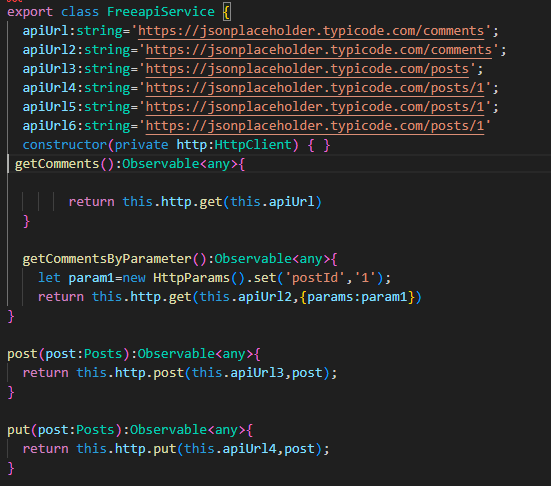 export class FreeapiService {
apiUrl:string='https://jsonplaceholder.typicode.com/comments';
apiUrl2:string='https://jsonplaceholder.typicode.com/comments';
apiUrl3:string='https://jsonplaceholder.typicode.com/posts';
apiUrl4:string='https://jsonplaceholder.typicode.com/posts/1';
apiUrl5:string='https://jsonplaceholder.typicode.com/posts/1';
apiUrl6:string='https://jsonplaceholder.typicode.com/posts/1'
constructor(private http:HttpClient) { }
getComments():Observable<any>{
return this.http.get(this.apiUrl)
}
getCommentsByParameter():Observable<any>{
let param1=new HttpParams().set('postId','1');
return this.http.get(this.apiUrl2,{params:param1})
}
post(post:Posts):Observable<any>{
return this.http.post(this.apiUrl3,post);
}
put(post:Posts):Observable<any>{
return this.http.put(this.apiUrl4,post);
}